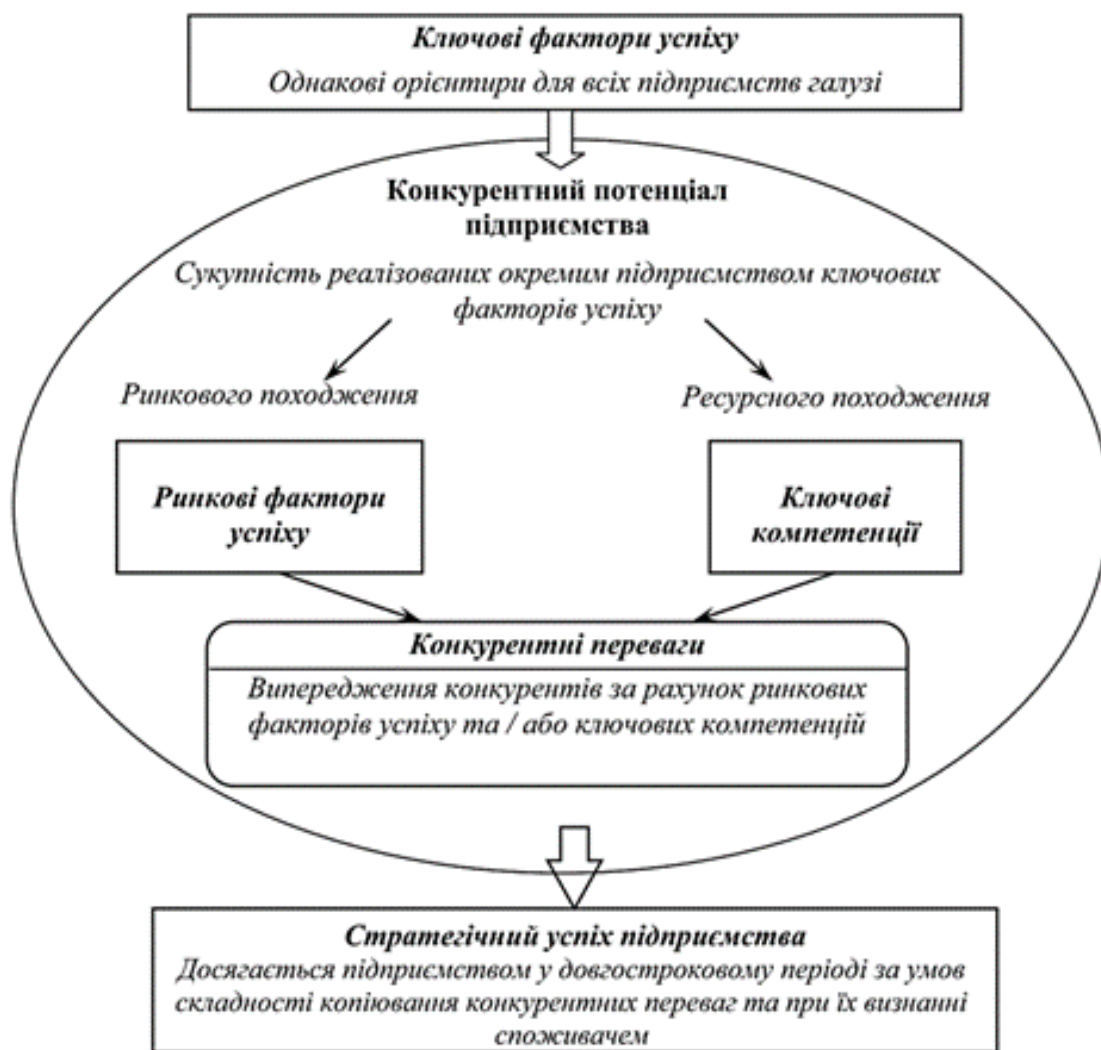 Ключові фактори успіху
Однакові орієнтири для всіх підприємств галузі
Конкурентний потенціал
підприємства
Сукупність реалізованих окремим підприємством ключових
факторів успіху
Ринкового походження
Ресурсного походження
Ринкові фактори
успіху
Ключові
компетенції
Конкурентні переваги
Випередження конкурентів за рахунок ринкових
факторів успіху та / або ключових компетенцій
Стратегічний успіх підприємства
Досягається підприємством у довгостроковому періоді за умов
складності копіювання конкурентних переваг та при їх визнанні
споживачем